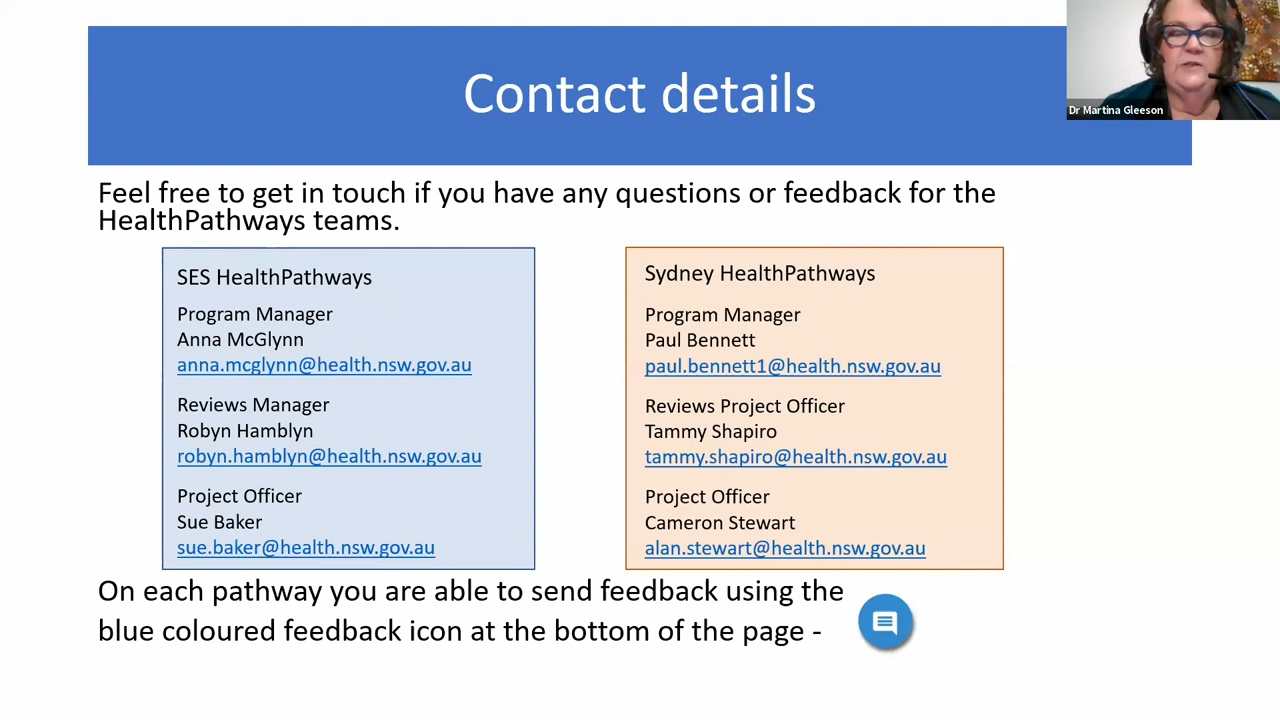 Contact details
Dr Martina Gleeson
Feel free to get in touch if you have any questions or feedback for the
HealthPathways teams.
SES HealthPathways
Program Manager
Anna McGlynn
anna.mcglynn@health.nsw.gov.au
Reviews Manager
Robyn Hamblyn
robyn.hamblyn@health.nsw.gov.au
Project Officer
Sue Baker
sue.baker@health.nsw.gov.au
Sydney HealthPathways
Program Manager
Paul Bennett
paul.bennett1@health.nsw.gov.au
Reviews Project Officer
Tammy Shapiro
tammy.shapiro@health.nsw.gov.au
Project Officer
Cameron Stewart
alan.stewart@health.nsw.gov.au
On each pathway you are able to send feedback using the
blue coloured feedback icon at the bottom of the page -